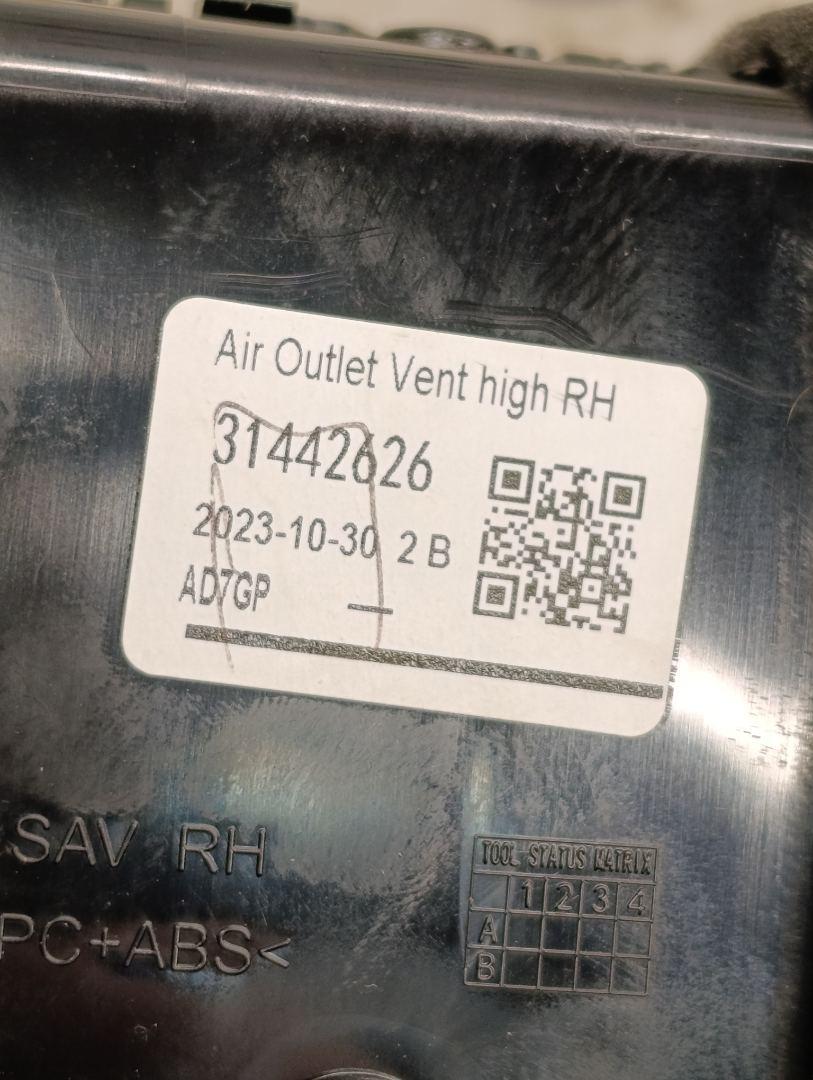 Air Outlet Vent high RH
31442626
2023-10-30 2 B
AD7GP
—
SAV RH
PC+ABS<
TOOL STATUS MATRIX
1 2 3 4
A
B